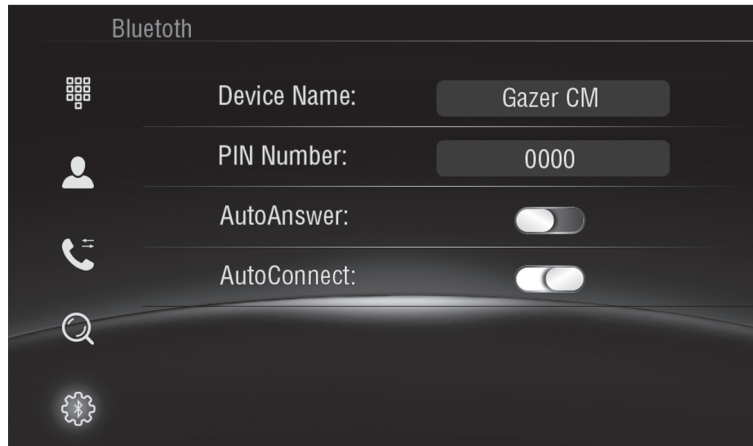 Bluetoth
Device Name: Gazer CM
PIN Number: 0000
AutoAnswer:
AutoConnect: